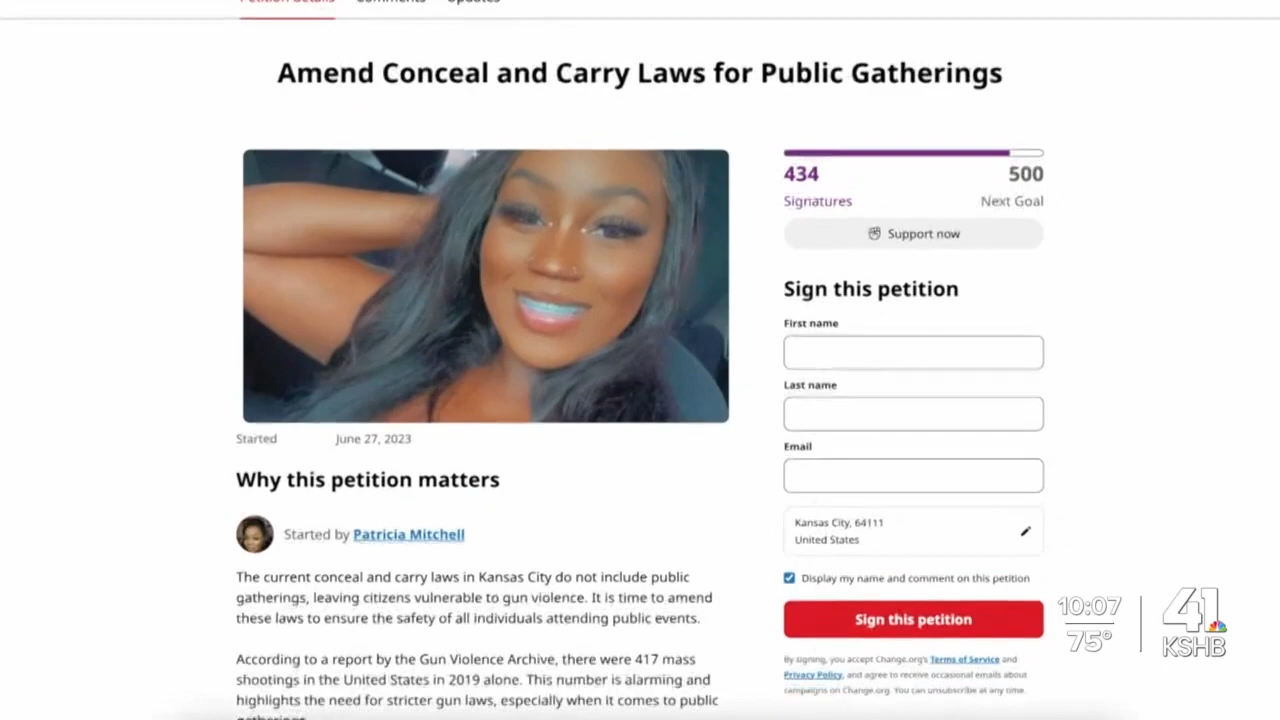 Petition details Comments Updates
Amend Conceal and Carry Laws for Public Gatherings
434 500
Signatures Next Goal
Support now
Sign this petition
First name
Last name
Email
Kansas City, 64111
United States
Display my name and comment on this petition
Sign this petition
By signing, you accept Change.org's Terms of Service and
Privacy Policy, and agree to receive occasional emails about
campaigns on Change.org. You can unsubscribe at any time.
Started June 27, 2023
Why this petition matters
Started by Patricia Mitchell
The current conceal and carry laws in Kansas City do not include public
gatherings, leaving citizens vulnerable to gun violence. It is time to amend
these laws to ensure the safety of all individuals attending public events.
According to a report by the Gun Violence Archive, there were 417 mass
shootings in the United States in 2019 alone. This number is alarming and
highlights the need for stricter gun laws, especially when it comes to public
10:07
75°
41
KSHB